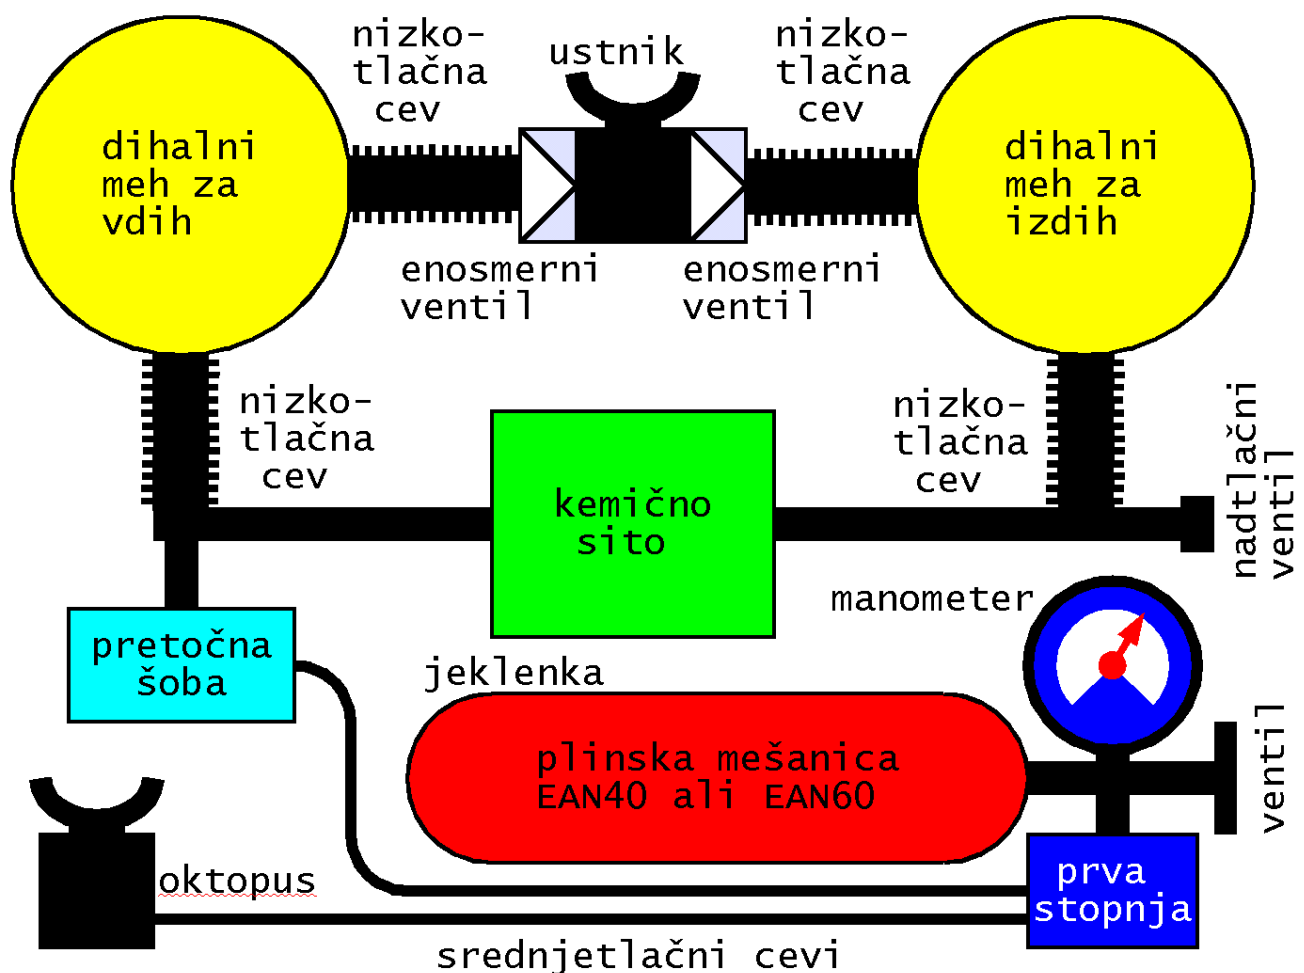 nizko-
tlačna
cev
ustnik
nizko-
tlačna
cev
dihalni
meh za
vdih
dihalni
meh za
izdih
enosmerni
ventil
enosmerni
ventil
nizko-
tlačna
cev
nizko-
tlačna
cev
nadtlačni
ventil
kemično
sito
manometer
pretočna
šoba
jeklenka
plinska mešanica
EAN40 ali EAN60
ventil
oktopus
prva
stopnja
srednjetlačni cevi